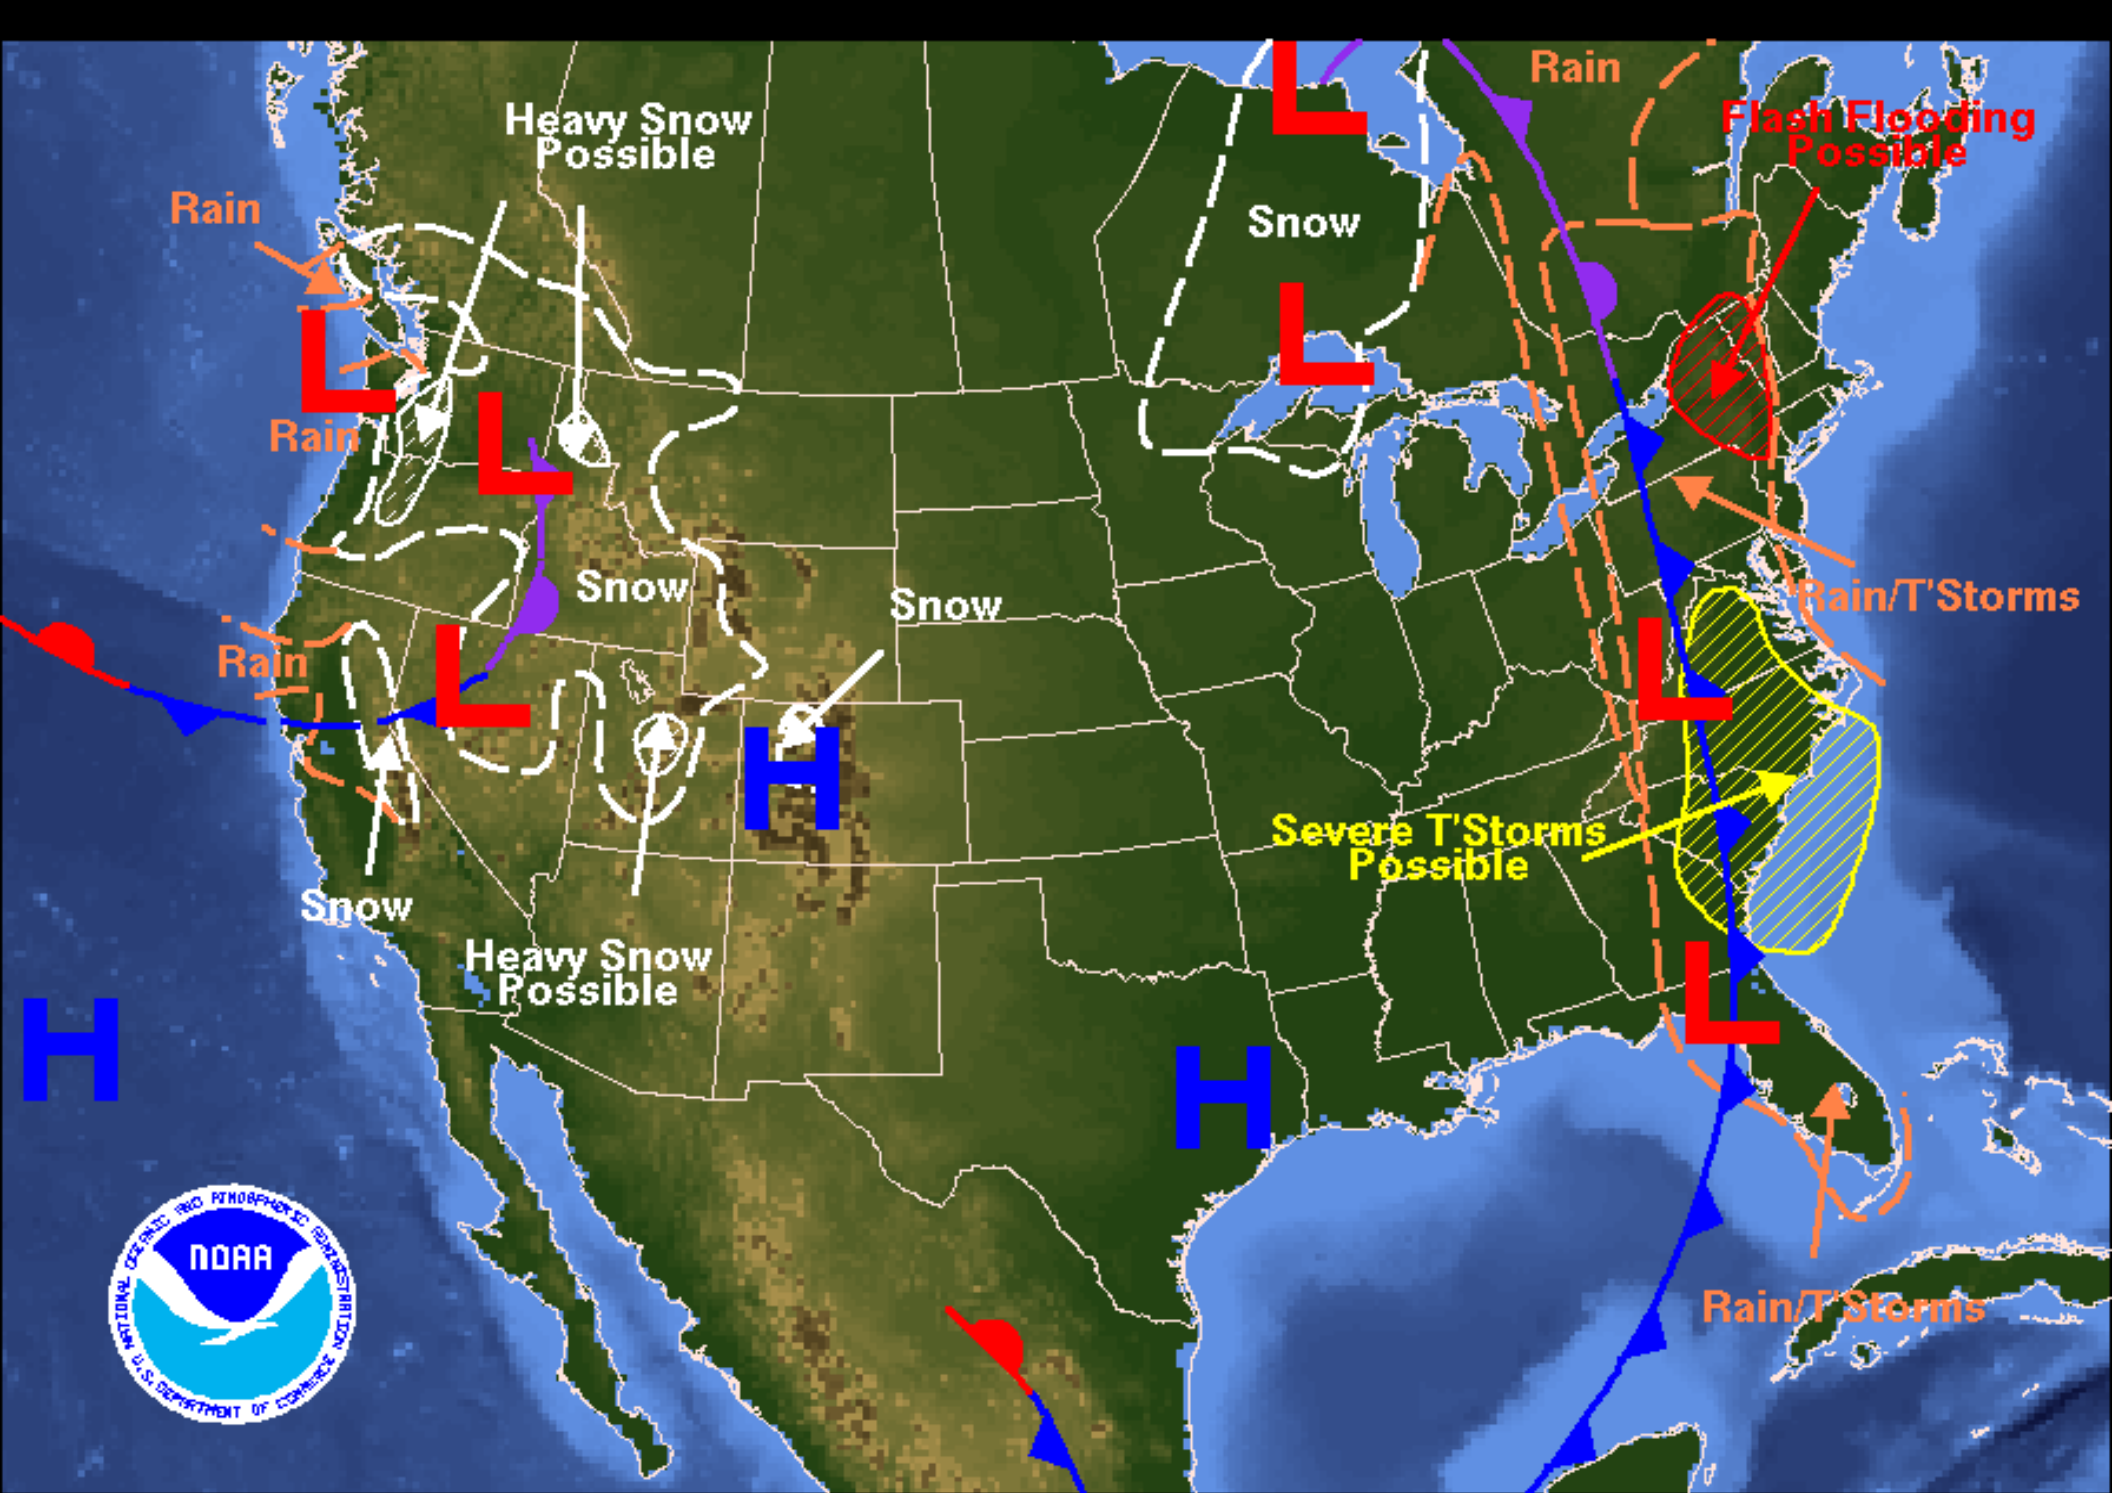 Rain
Flash Flooding
Possible
Heavy Snow
Possible
Rain
Snow
L
L
L
L
Rain
Snow
Snow
Rain/T'Storms
L
L
Rain
H
Severe T'Storms
Possible
Snow
Heavy Snow
Possible
L
H
H
NOAA
NATIONAL OCEANIC AND ATMOSPHERIC ADMINISTRATION
U.S. DEPARTMENT OF COMMERCE
Rain/T'Storms